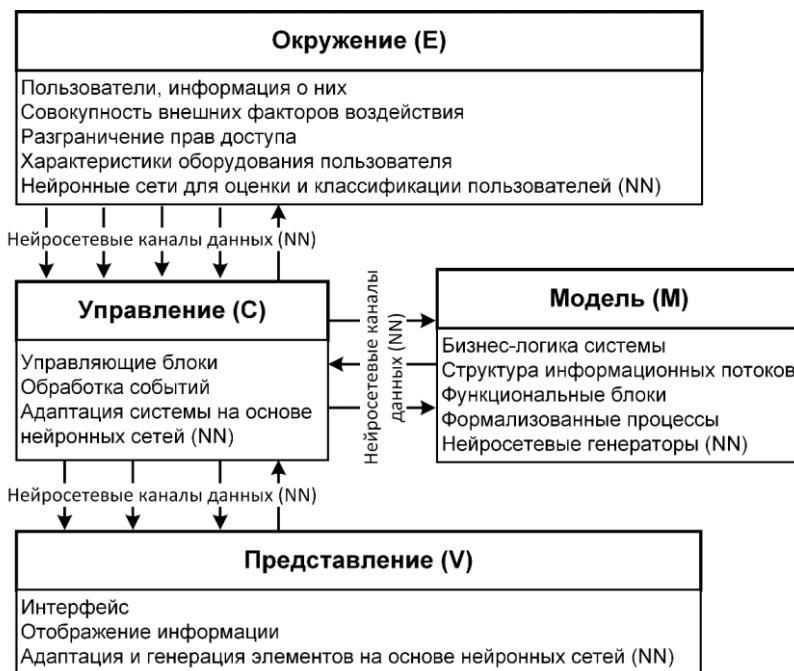 Окружение (E)
Пользователи, информация о них
Совокупность внешних факторов воздействия
Разграничение прав доступа
Характеристики оборудования пользователя
Нейронные сети для оценки и классификации пользователей (NN)
Нейросетевые каналы данных (NN)
Управление (C)
Управляющие блоки
Обработка событий
Адаптация системы на основе
нейронных сетей (NN)
Нейросетевые каналы
данных (NN)
Модель (M)
Бизнес-логика системы
Структура информационных потоков
Функциональные блоки
Формализованные процессы
Нейросетевые генераторы (NN)
Нейросетевые каналы данных (NN)
Представление (V)
Интерфейс
Отображение информации
Адаптация и генерация элементов на основе нейронных сетей (NN)